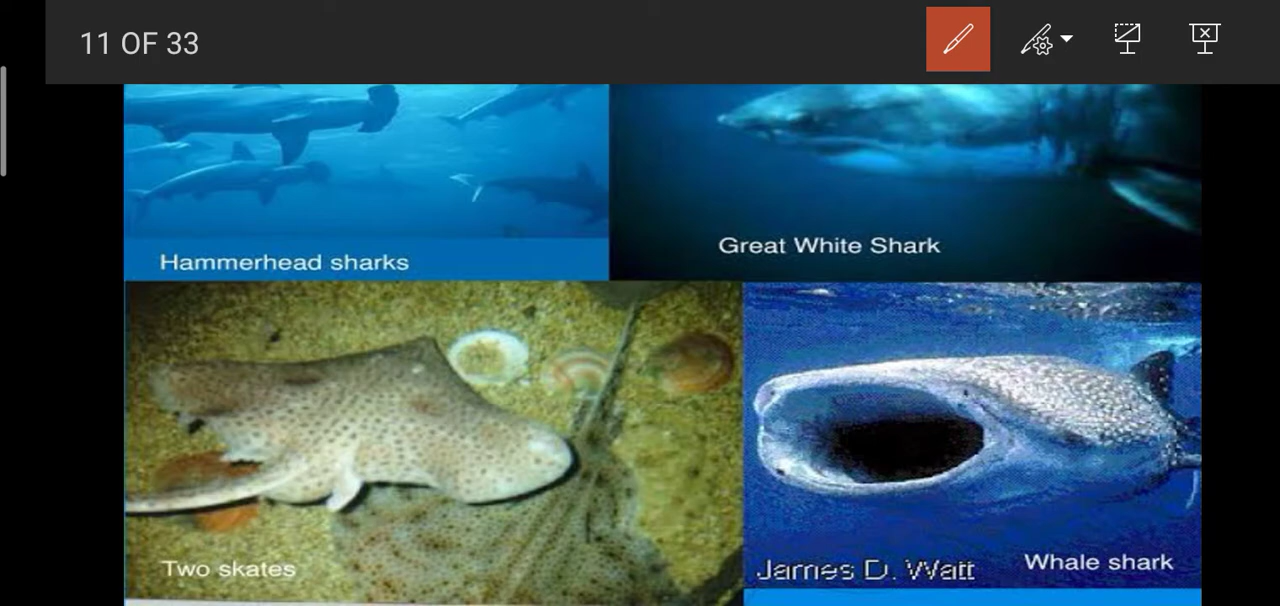 11 OF 33
Hammerhead sharks
Great White Shark
Two skates
James D. Watt
Whale shark